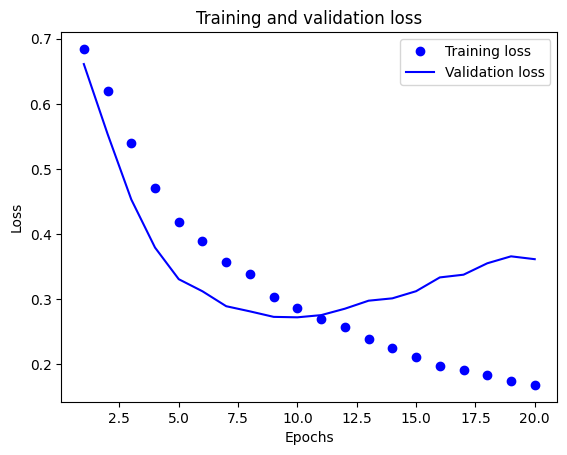 Training and validation loss
Training loss
Validation loss
0.7
0.6
0.5
0.4
0.3
0.2
Loss
2.5 5.0 7.5 10.0 12.5 15.0 17.5 20.0
Epochs